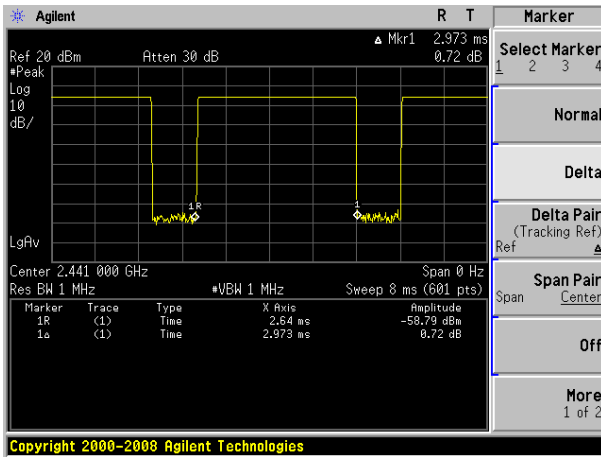 Agilent R T
Δ Mkr1 2.973 ms
Ref 20 dBm Atten 30 dB 0.72 dB
#Peak
Log
10
dB/
1R
1
LgAv
Center 2.441 000 GHz Span 0 Hz
Res BW 1 MHz #VBW 1 MHz Sweep 8 ms (601 pts)
Marker Trace Type X Axis Amplitude
1R (1) Time 2.64 ms -58.79 dBm
1Δ (1) Time 2.973 ms 0.72 dB
Copyright 2000-2008 Agilent Technologies
Marker
Select Marker
1 2 3 4
Normal
Delta
Delta Pair
(Tracking Ref)
Ref Δ
Span Pair
Span Center
Off
More
1 of 2